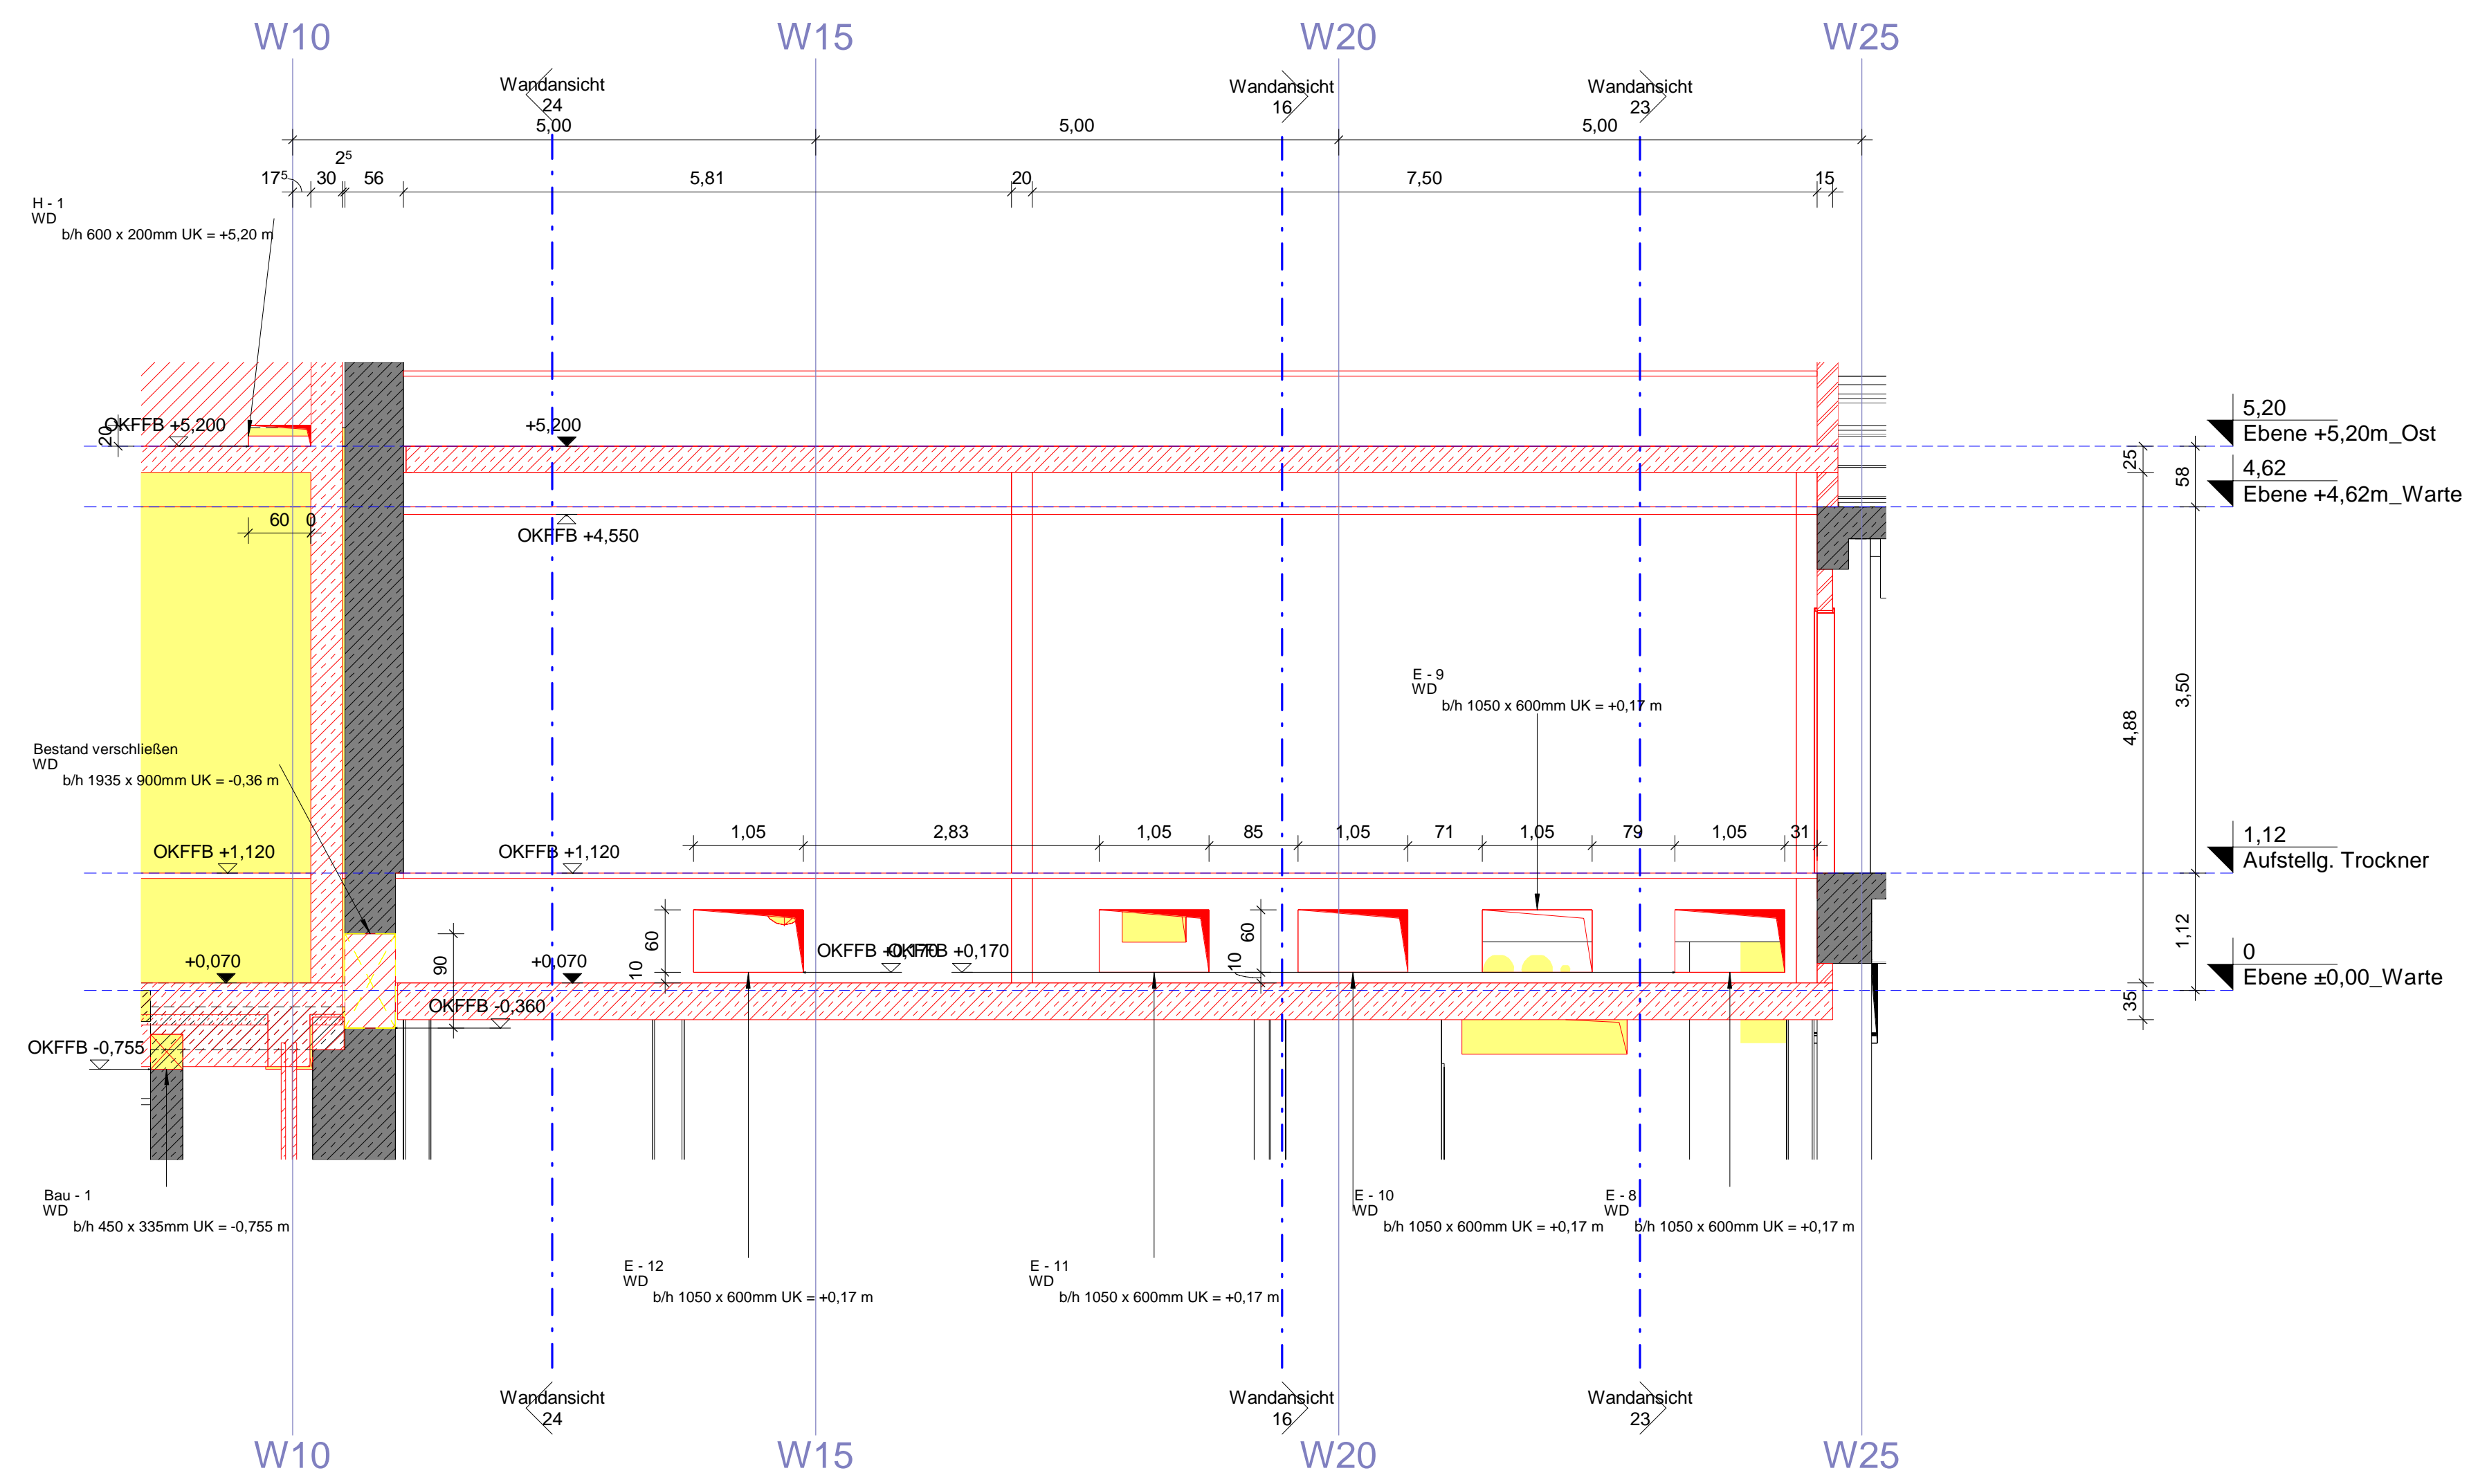 W10 W15 W20 W25
Wandansicht 24
Wandansicht 16
Wandansicht 23
5,00 5,00 5,00
17⁵ 30 2⁵ 56 5,81 20 7,50 15
H - 1
WD
b/h 600 x 200mm UK = +5,20 m
20
OKFFB +5,200
+5,200
5,20
Ebene +5,20m_Ost
25
58
4,62
Ebene +4,62m_Warte
60 0
OKFFB +4,550
E - 9
WD
b/h 1050 x 600mm UK = +0,17 m
3,50
4,88
Bestand verschließen
WD
b/h 1935 x 900mm UK = -0,36 m
1,05 2,83 1,05 85 1,05 71 1,05 79 1,05 31
OKFFB +1,120
OKFFB +1,120
1,12
Aufstellg. Trockner
90
60
10
60
10
OKFFB +0,170
OKFFB +0,170
+0,070
+0,070
1,12
0
Ebene ±0,00_Warte
35
OKFFB -0,360
OKFFB -0,755
Bau - 1
WD
b/h 450 x 335mm UK = -0,755 m
E - 10
WD
b/h 1050 x 600mm UK = +0,17 m
E - 8
WD
b/h 1050 x 600mm UK = +0,17 m
E - 12
WD
b/h 1050 x 600mm UK = +0,17 m
E - 11
WD
b/h 1050 x 600mm UK = +0,17 m
Wandansicht 24
Wandansicht 16
Wandansicht 23
W10 W15 W20 W25